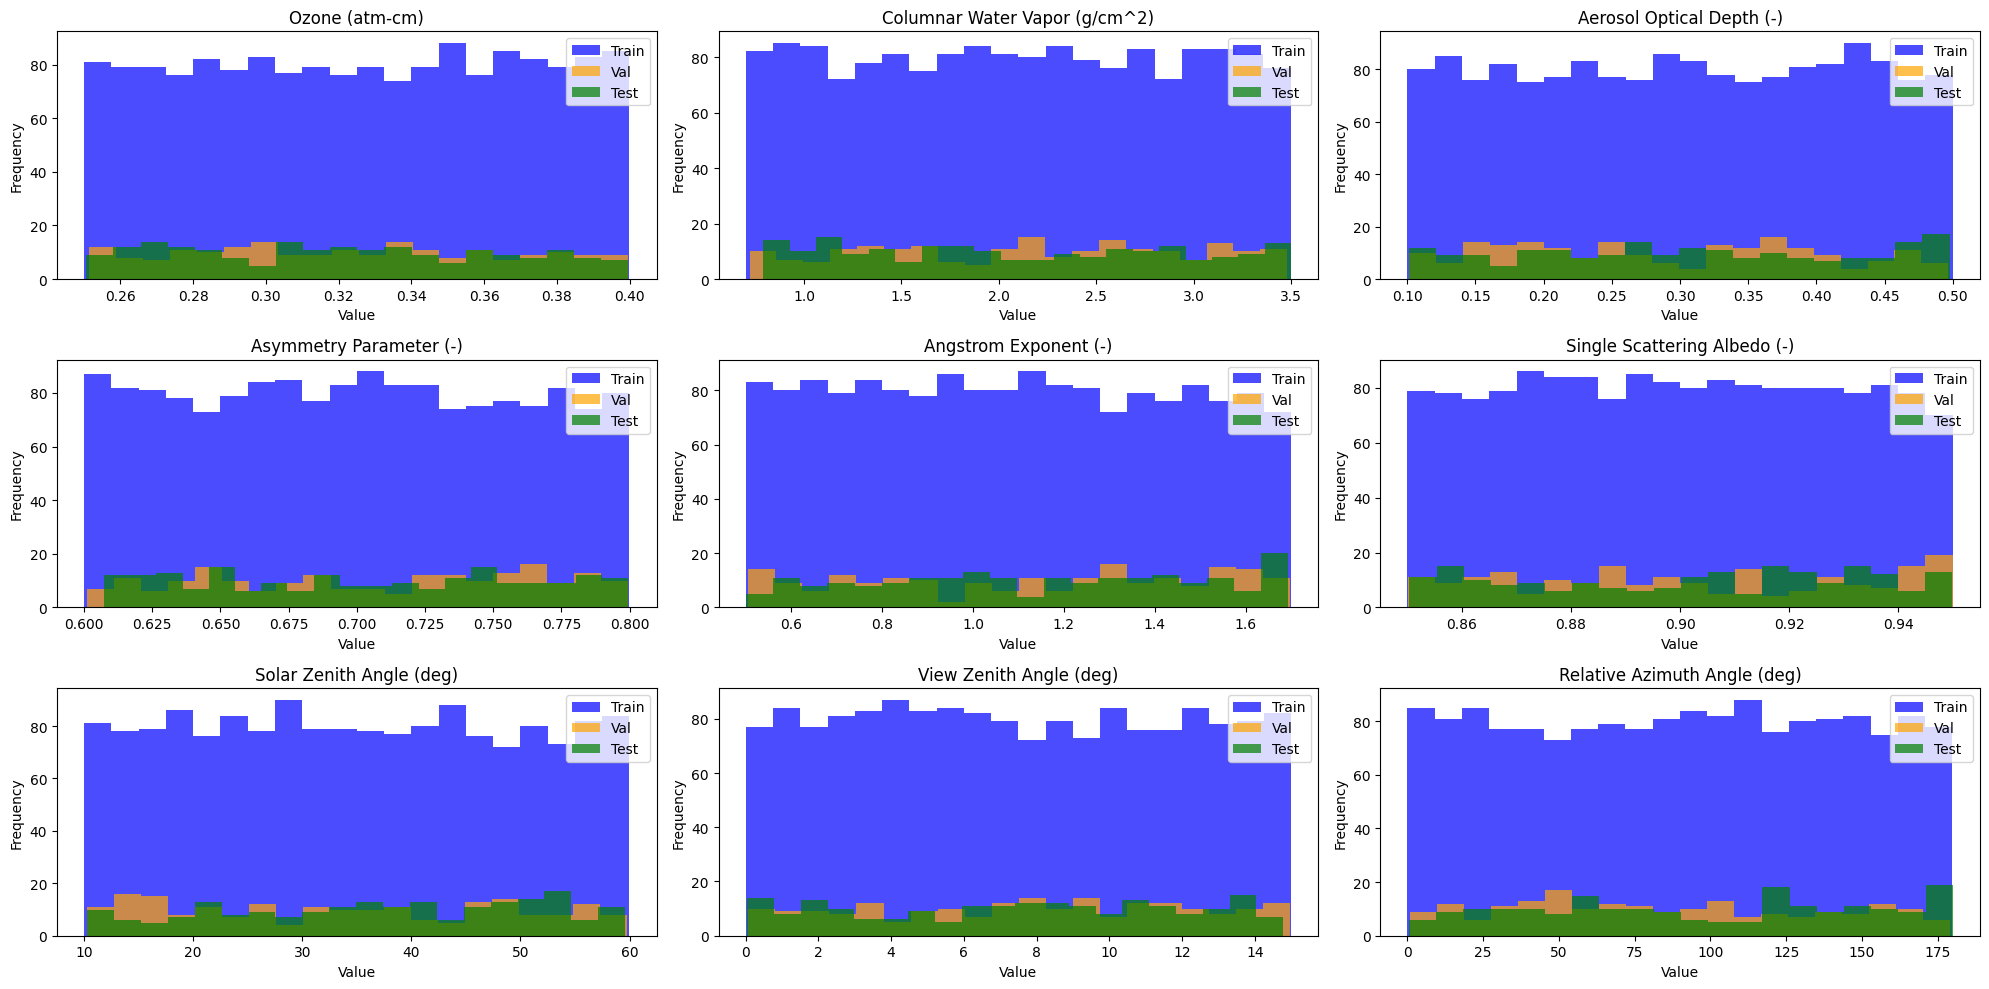 Ozone (atm-cm)
Frequency
80
60
40
20
0
Train
Val
Test
0.26 0.28 0.30 0.32 0.34 0.36 0.38 0.40
Value
Columnar Water Vapor (g/cm^2)
Frequency
80
60
40
20
0
Train
Val
Test
1.0 1.5 2.0 2.5 3.0 3.5
Value
Aerosol Optical Depth (-)
Frequency
80
60
40
20
0
Train
Val
Test
0.10 0.15 0.20 0.25 0.30 0.35 0.40 0.45 0.50
Value
Asymmetry Parameter (-)
Frequency
80
60
40
20
0
Train
Val
Test
0.600 0.625 0.650 0.675 0.700 0.725 0.750 0.775 0.800
Value
Angstrom Exponent (-)
Frequency
80
60
40
20
0
Train
Val
Test
0.6 0.8 1.0 1.2 1.4 1.6
Value
Single Scattering Albedo (-)
Frequency
80
60
40
20
0
Train
Val
Test
0.86 0.88 0.90 0.92 0.94
Value
Solar Zenith Angle (deg)
Frequency
80
60
40
20
0
Train
Val
Test
10 20 30 40 50 60
Value
View Zenith Angle (deg)
Frequency
80
60
40
20
0
Train
Val
Test
0 2 4 6 8 10 12 14
Value
Relative Azimuth Angle (deg)
Frequency
80
60
40
20
0
Train
Val
Test
0 25 50 75 100 125 150 175
Value